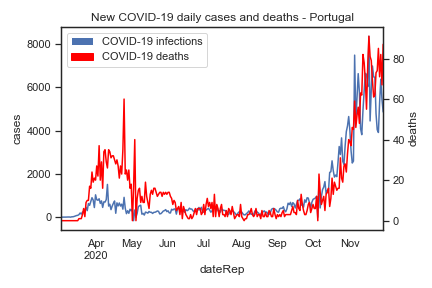 New COVID-19 daily cases and deaths - Portugal
COVID-19 infections
COVID-19 deaths
8000
6000
4000
2000
0
cases
80
60
40
20
0
deaths
Apr May Jun Jul Aug Sep Oct Nov
2020
dateRep